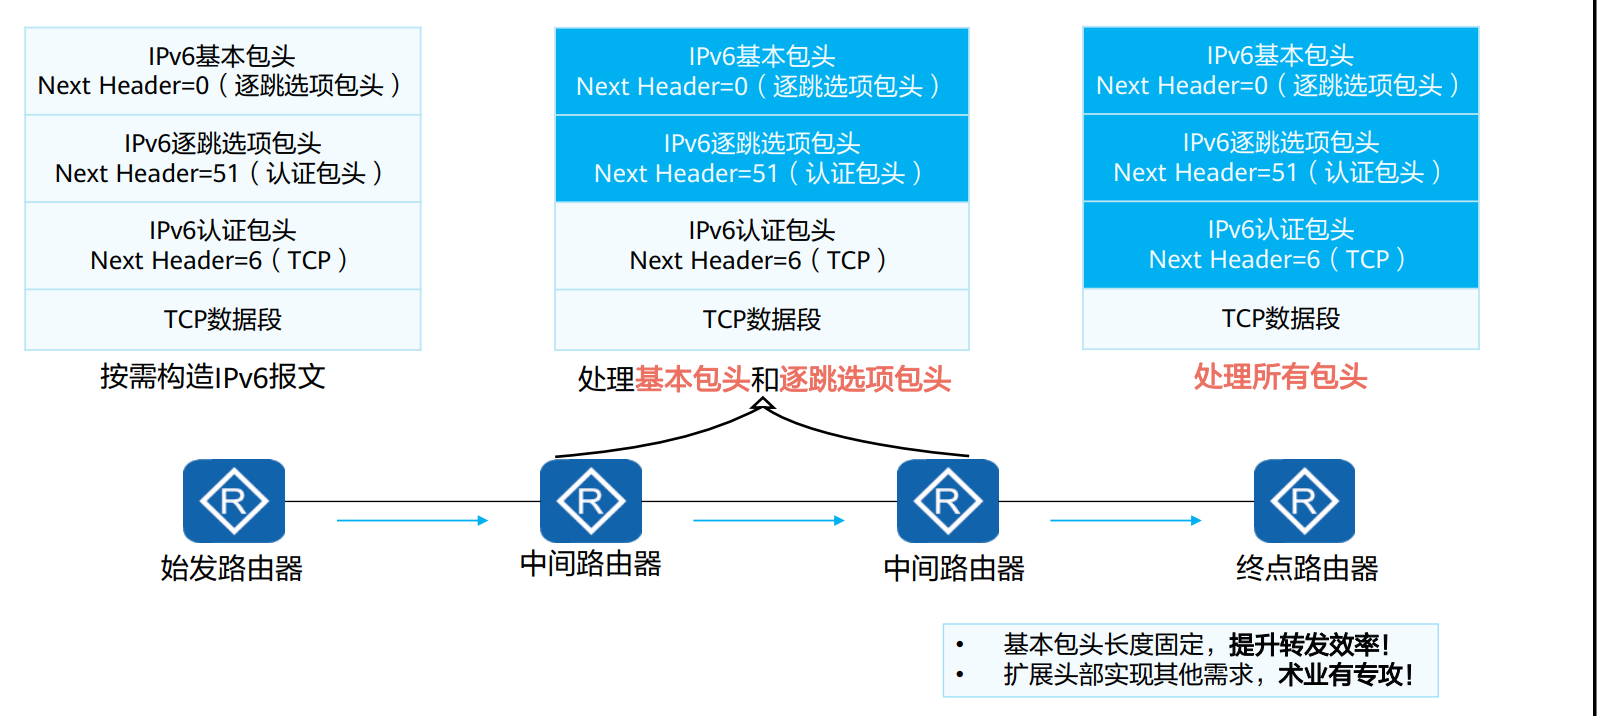 IPv6基本包头
Next Header=0（逐跳选项包头）
IPv6逐跳选项包头
Next Header=51（认证包头）
IPv6认证包头
Next Header=6（TCP）
TCP数据段
按需构造IPv6报文
IPv6基本包头
Next Header=0（逐跳选项包头）
IPv6逐跳选项包头
Next Header=51（认证包头）
IPv6认证包头
Next Header=6（TCP）
TCP数据段
处理基本包头和逐跳选项包头
IPv6基本包头
Next Header=0（逐跳选项包头）
IPv6逐跳选项包头
Next Header=51（认证包头）
IPv6认证包头
Next Header=6（TCP）
TCP数据段
处理所有包头
R
R
R
R
始发路由器
中间路由器
中间路由器
终点路由器
• 基本包头长度固定，提升转发效率！
• 扩展头部实现其他需求，术业有专攻！